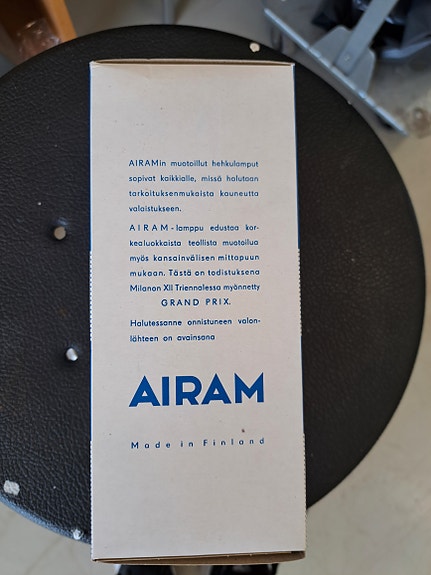 AIRAMin muotoillut hehkulamput
sopivat kaikkialle, missä halutaan
tarkoituksenmukaista kauneutta
valaistukseen.
AIRAM-lamppu edustaa kor-
kealuokkaista teollista muotoilua
myös kansainvälisen mittapuun
mukaan. Tästä on todistuksena
Milanon XII Triennalessa myönnetty
GRAND PRIX.
Halutessanne onnistuneen valon-
lähteen on avainsana
AIRAM
Made in Finland